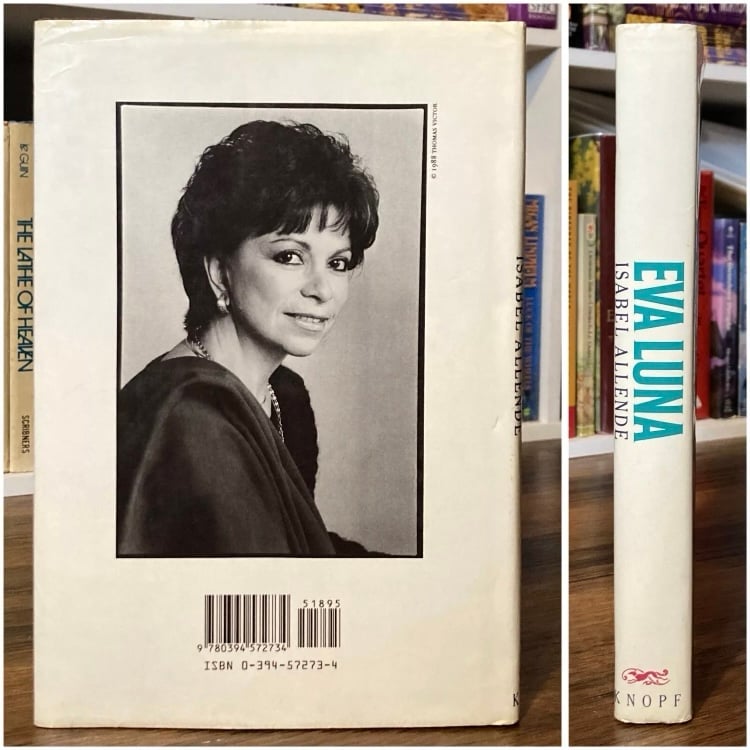 LE GUIN
THE LATHE OF HEAVEN
SCRIBNERS
© 1988 THOMAS VICTOR
51895
9 780394 572734
ISBN 0-394-57273-4
ISABEL ALLENDE
K
EVA LUNA
ISABEL ALLENDE
KNOPF